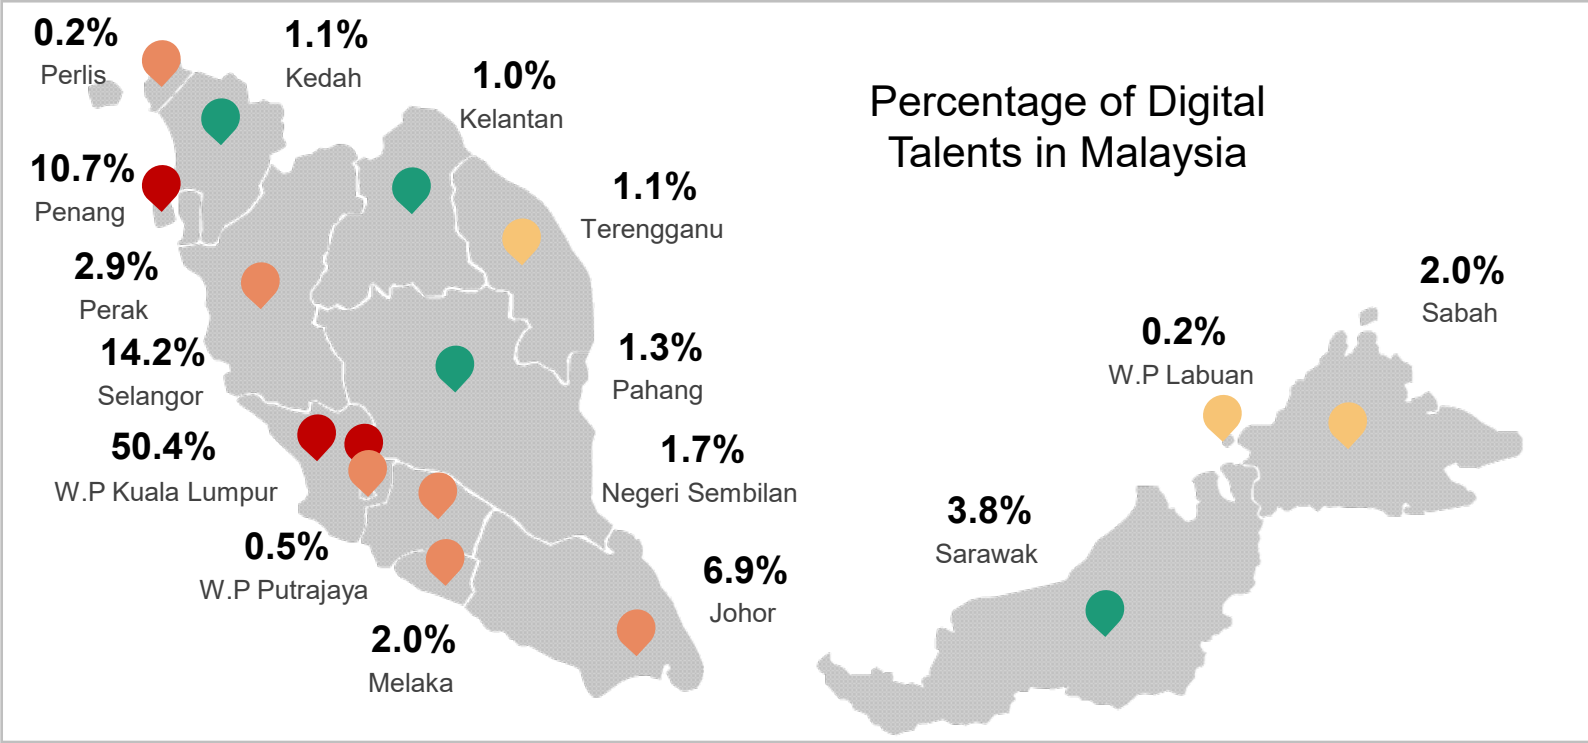 0.2%
Perlis
1.1%
Kedah
1.0%
Kelantan
Percentage of Digital
Talents in Malaysia
10.7%
Penang
1.1%
Terengganu
2.9%
Perak
14.2%
Selangor
1.3%
Pahang
50.4%
W.P Kuala Lumpur
1.7%
Negeri Sembilan
0.5%
W.P Putrajaya
6.9%
Johor
2.0%
Melaka
2.0%
Sabah
0.2%
W.P Labuan
3.8%
Sarawak